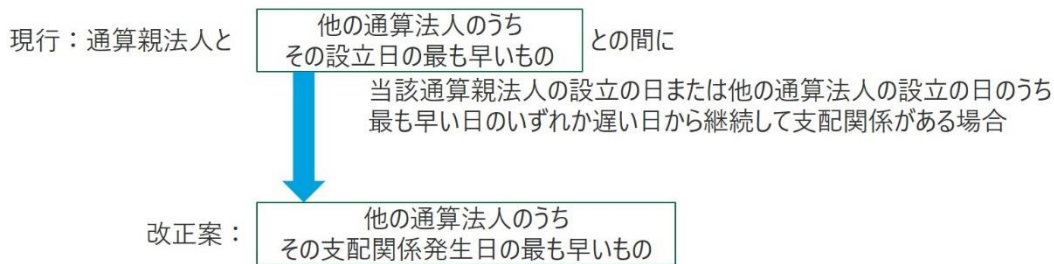 現行：通算親法人と
他の通算法人のうち
その設立日の最も早いもの
との間に
当該通算親法人の設立の日または他の通算法人の設立の日のうち
最も早い日のいずれか遅い日から継続して支配関係がある場合
改正案：
他の通算法人のうち
その支配関係発生日の最も早いもの